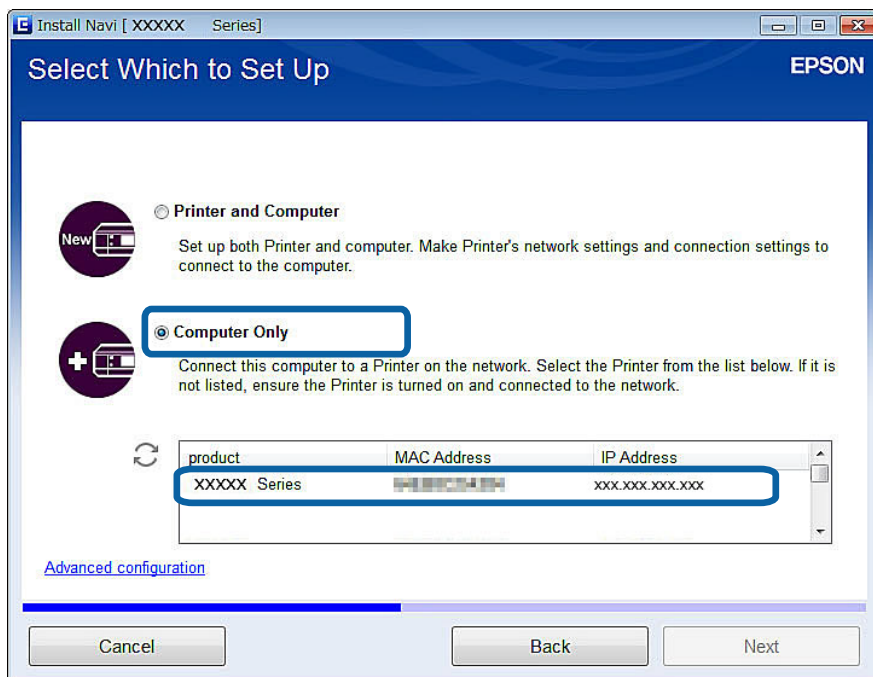 Install Navi [ XXXXX Series]
Select Which to Set Up
EPSON
New
Printer and Computer
Set up both Printer and computer. Make Printer's network settings and connection settings to
connect to the computer.
Computer Only
Connect this computer to a Printer on the network. Select the Printer from the list below. If it is
not listed, ensure the Printer is turned on and connected to the network.
product MAC Address IP Address
XXXXX Series xxx.xxx.xxx.xxx
Advanced configuration
Cancel Back Next